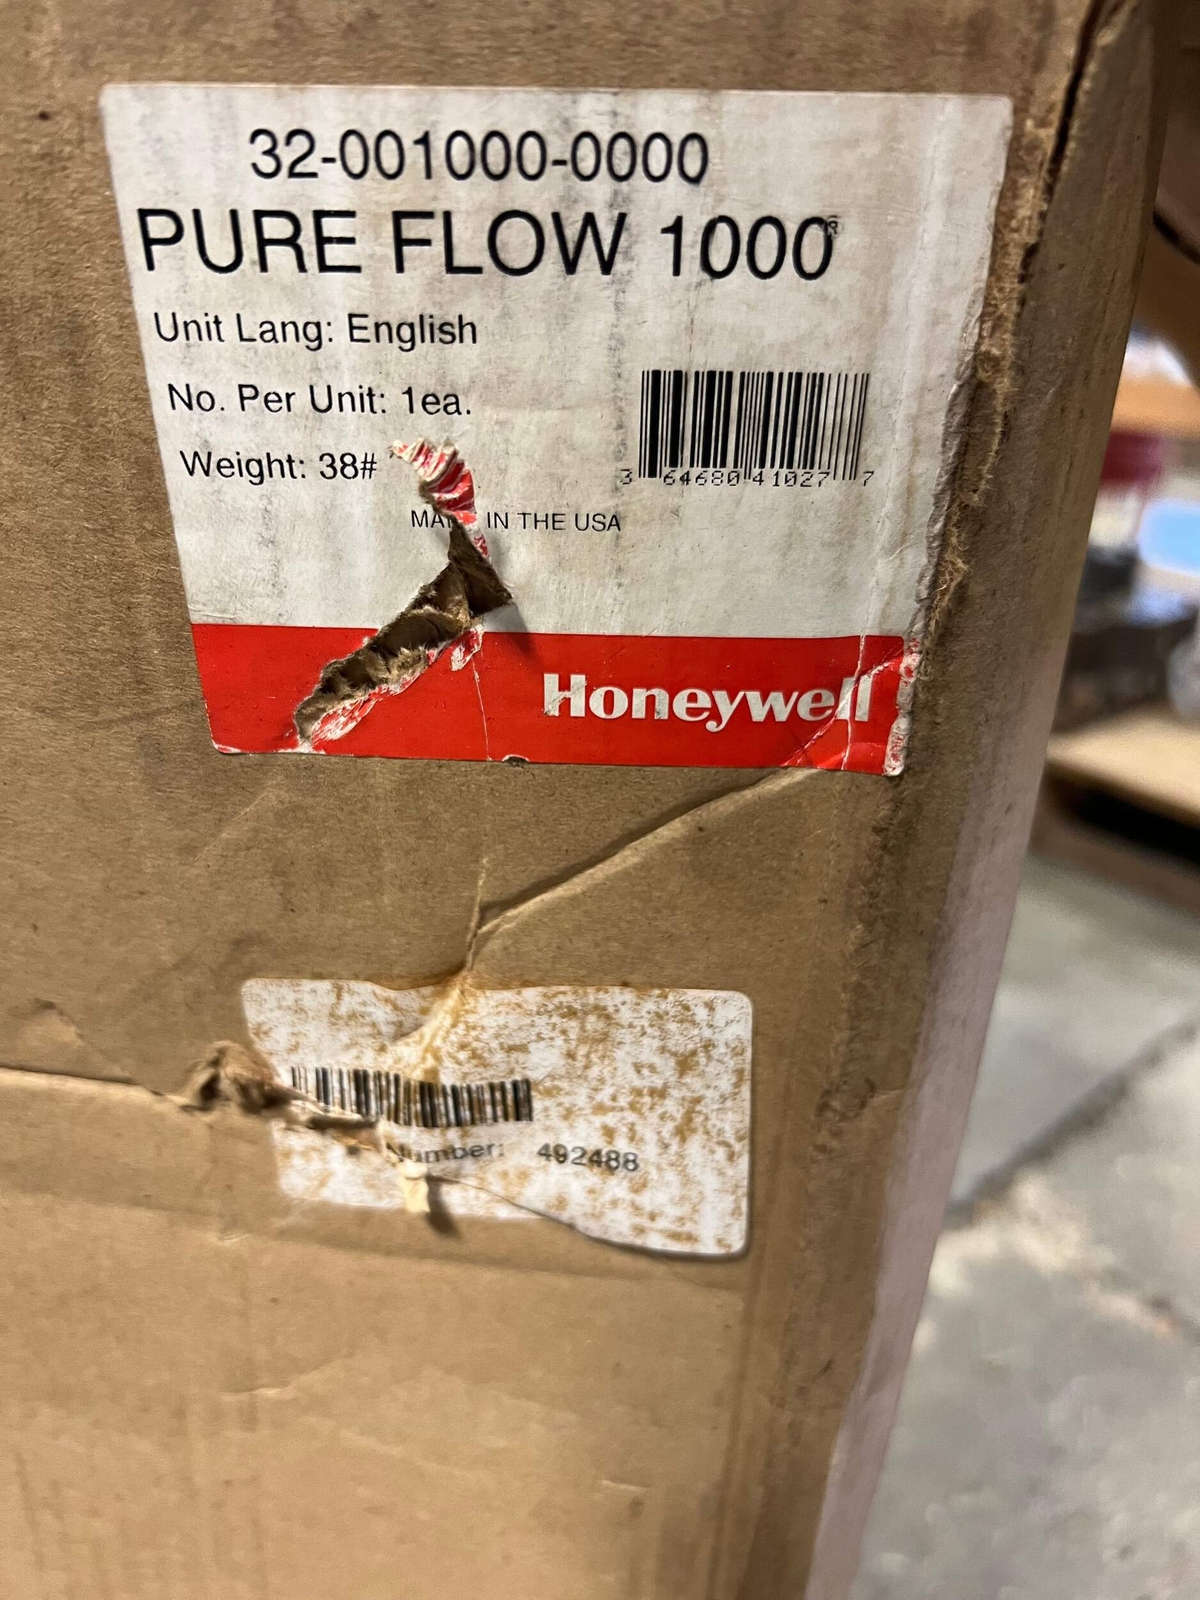 32-001000-0000
PURE FLOW 1000®
Unit Lang: English
No. Per Unit: 1ea.
Weight: 38#
3 64680 41027 7
IN THE USA
Honeywell
Number: 492488